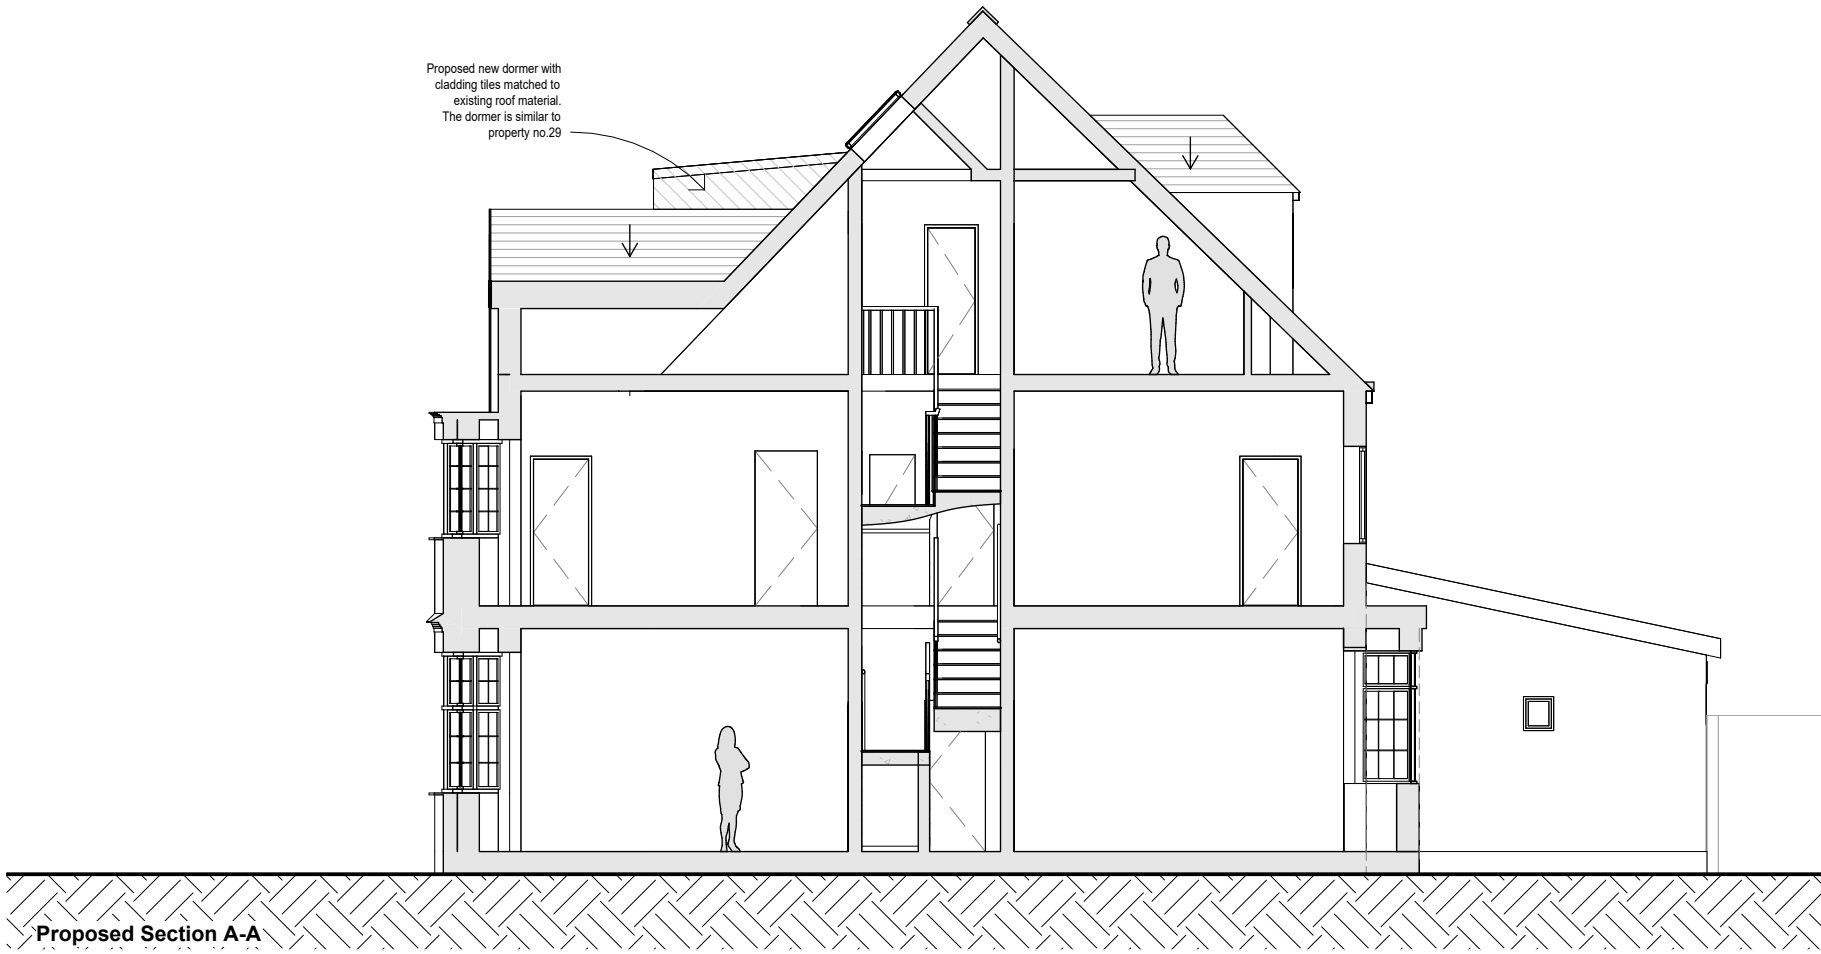 Proposed new dormer with
cladding tiles matched to
existing roof material.
The dormer is similar to
property no.29
Proposed Section A-A